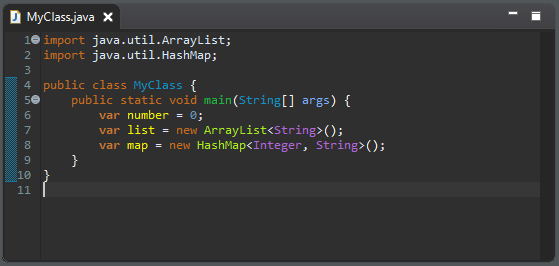 MyClass.java
1 import java.util.ArrayList;
2 import java.util.HashMap;
3
4 public class MyClass {
5     public static void main(String[] args) {
6         var number = 0;
7         var list = new ArrayList<String>();
8         var map = new HashMap<Integer, String>();
9     }
10 }
11